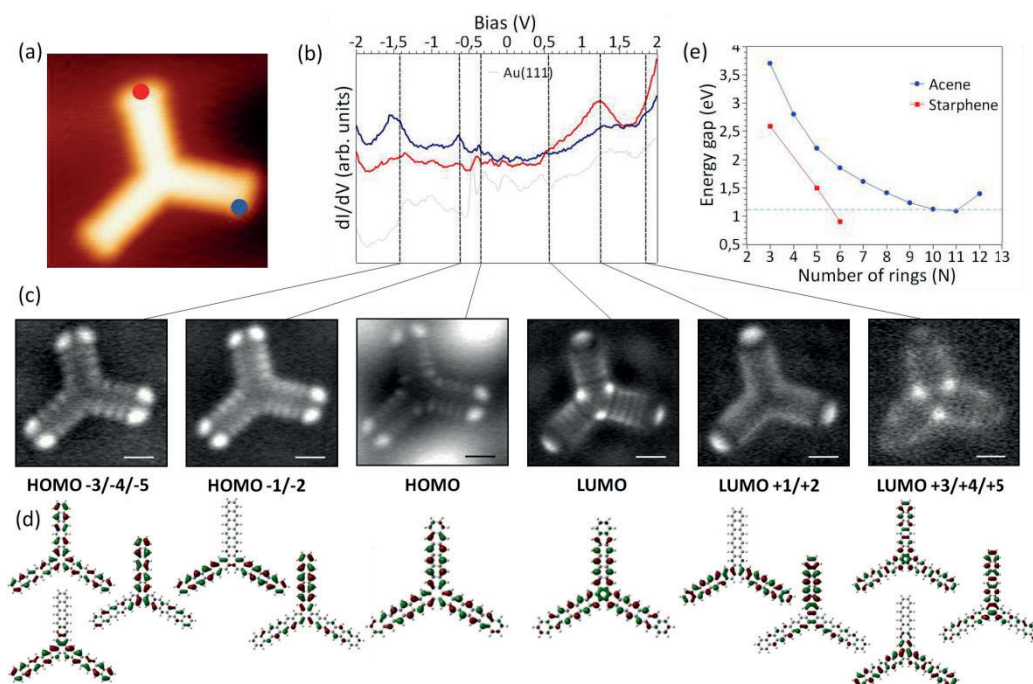 (a)
(b)
Bias (V)
-2 -1,5 -1 -0,5 0 0,5 1 1,5 2
Au(111)
dI/dV (arb. units)
(e)
4
3,5
3
2,5
2
1,5
1
0,5
Energy gap (eV)
Acene
Starphene
2 3 4 5 6 7 8 9 10 11 12 13
Number of rings (N)
(c)
HOMO -3/-4/-5 HOMO -1/-2 HOMO LUMO LUMO +1/+2 LUMO +3/+4/+5
(d)